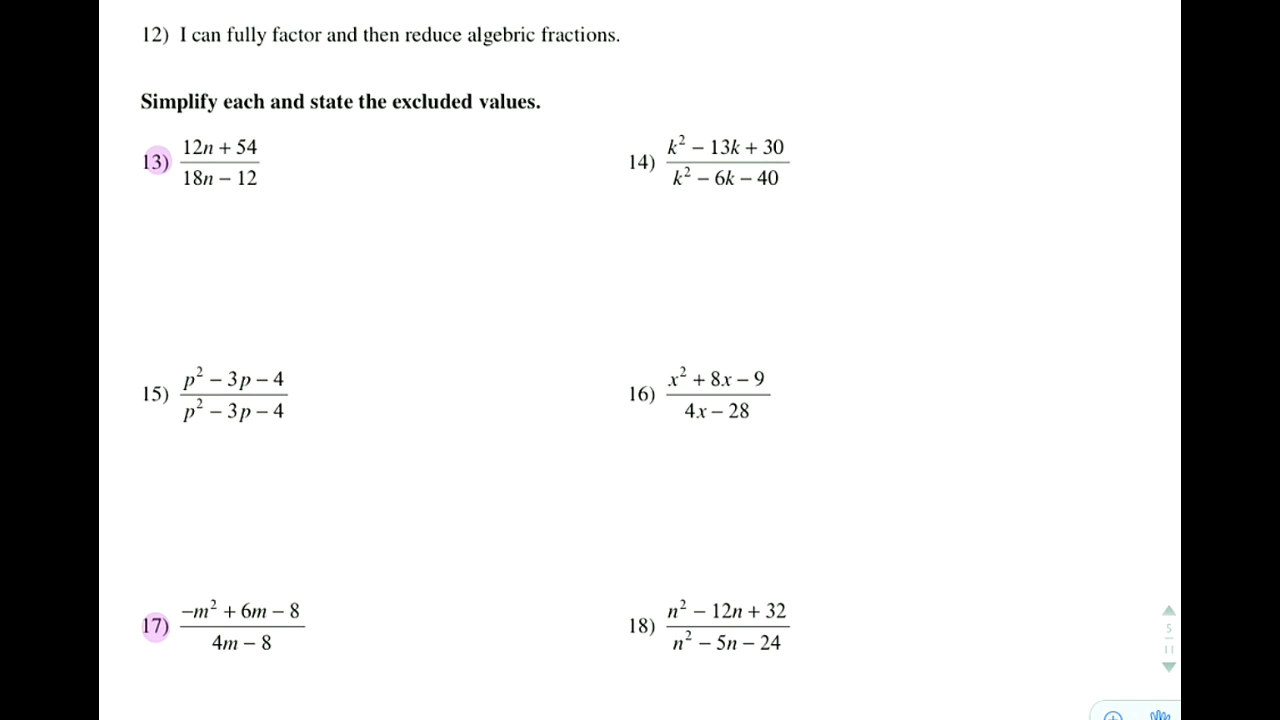 12) I can fully factor and then reduce algebric fractions.
Simplify each and state the excluded values.
13) (12n + 54)/(18n − 12)
14) (k² − 13k + 30)/(k² − 6k − 40)
15) (p² − 3p − 4)/(p² − 3p − 4)
16) (x² + 8x − 9)/(4x − 28)
17) (−m² + 6m − 8)/(4m − 8)
18) (n² − 12n + 32)/(n² − 5n − 24)
5
11